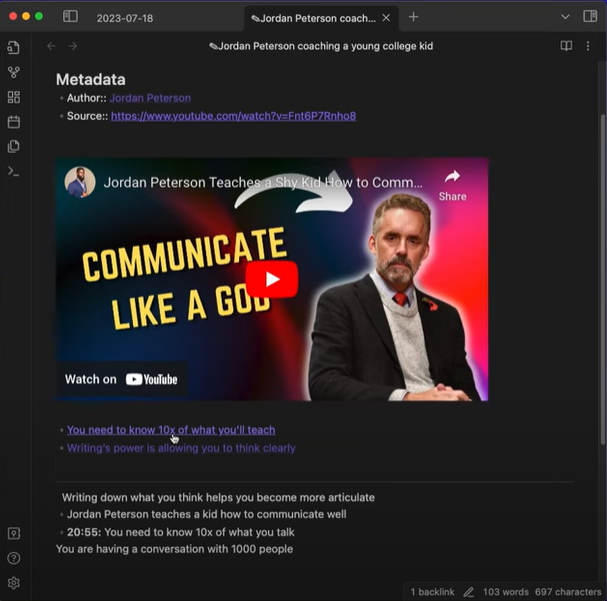 2023-07-18
✎Jordan Peterson coach...
✎Jordan Peterson coaching a young college kid
Metadata
• Author:: Jordan Peterson
• Source:: https://www.youtube.com/watch?v=Fnt6P7Rnho8
Jordan Peterson Teaches a Shy Kid How to Comm...
Share
COMMUNICATE
LIKE A GOD
Watch on YouTube
• You need to know 10x of what you'll teach
• Writing's power is allowing you to think clearly
Writing down what you think helps you become more articulate
• Jordan Peterson teaches a kid how to communicate well
• 20:55: You need to know 10x of what you talk
You are having a conversation with 1000 people
1 backlink 103 words 697 characters